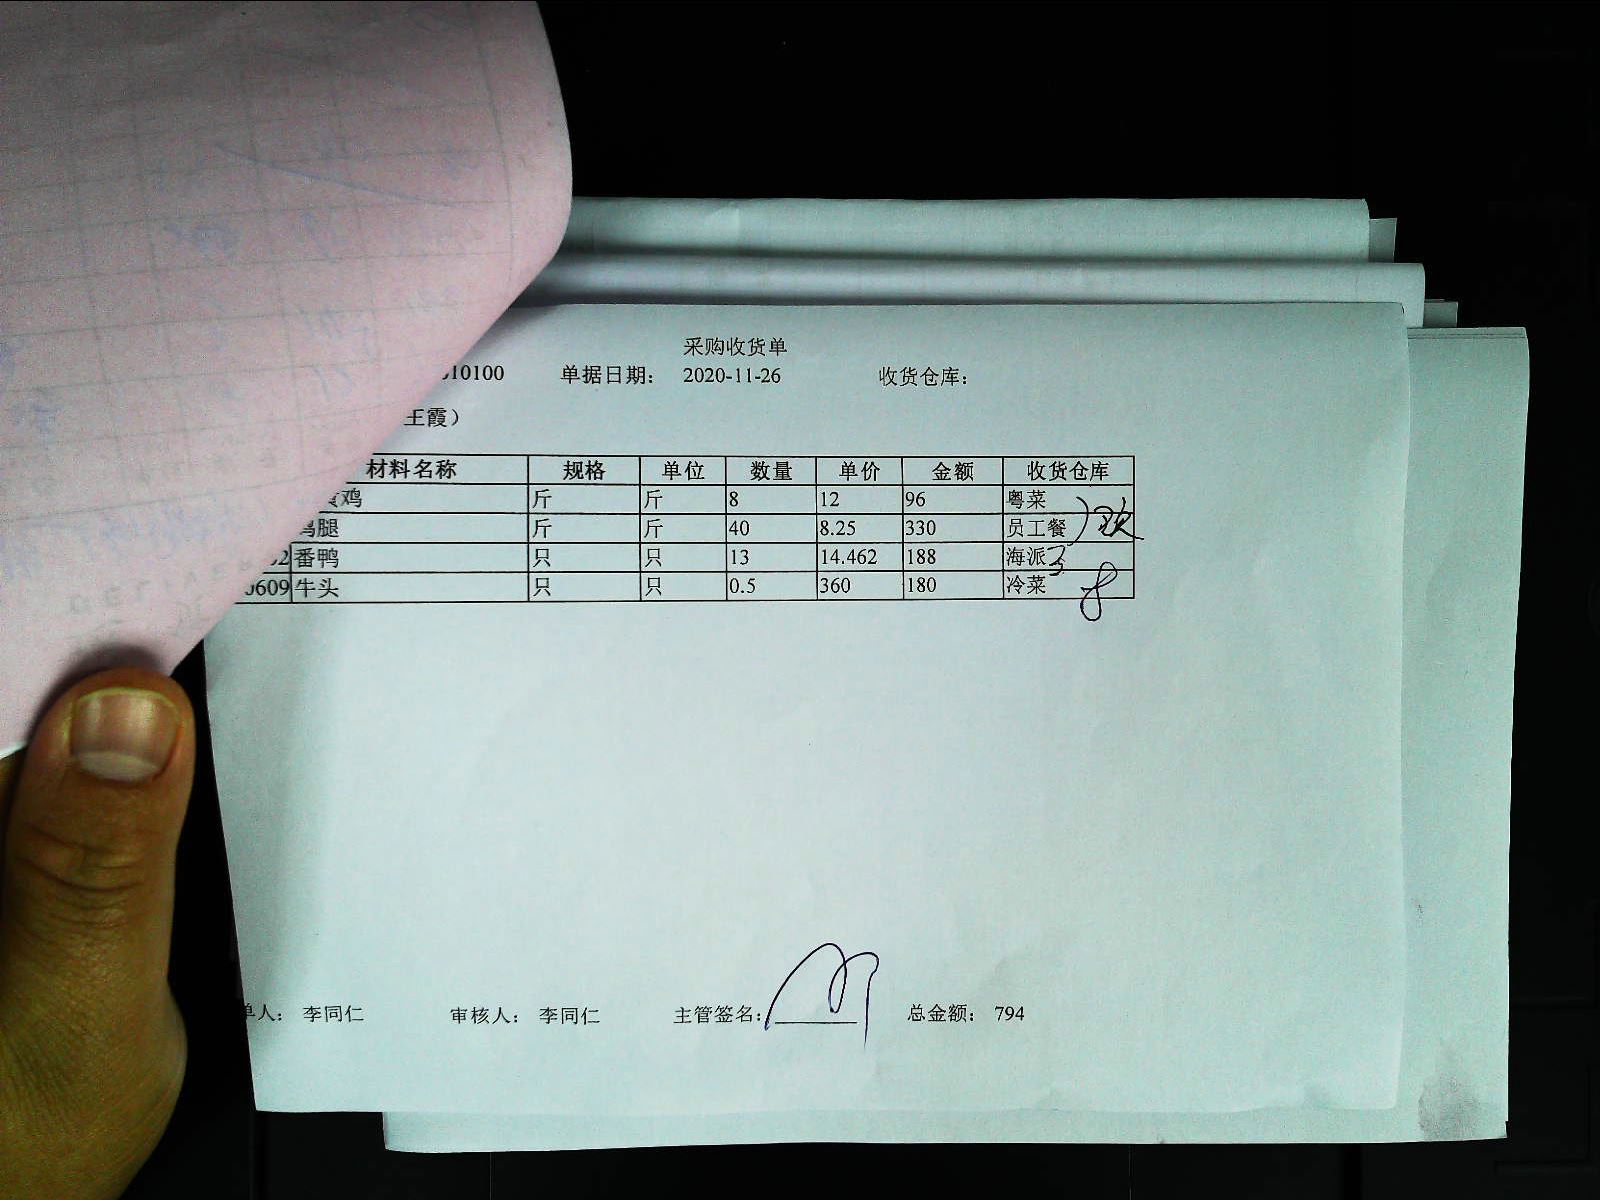 采购收货单
10100 单据日期: 2020-11-26 收货仓库:
王霞）
材料名称 规格 单位 数量 单价 金额 收货仓库
鸡 斤 斤 8 12 96 粤菜
鸡腿 斤 斤 40 8.25 330 员工餐
2 番鸭 只 只 13 14.462 188 海派
0609 牛头 只 只 0.5 360 180 冷菜
单人: 李同仁 审核人: 李同仁 主管签名: 总金额: 794